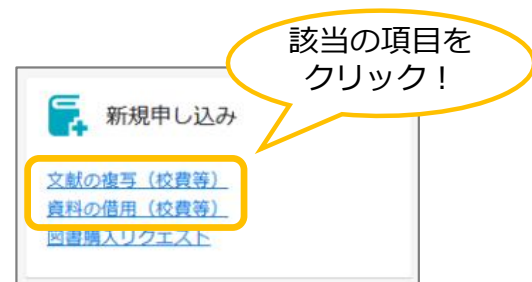 該当の項目を
クリック！
新規申し込み
文献の複写（校費等）
資料の借用（校費等）
図書購入リクエスト